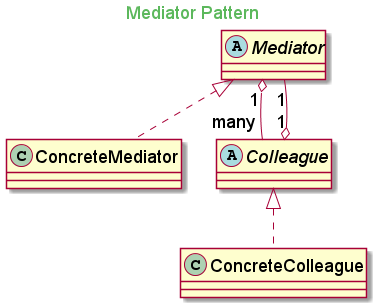 Mediator Pattern
A Mediator
1
many
1
1
C ConcreteMediator
A Colleague
C ConcreteColleague